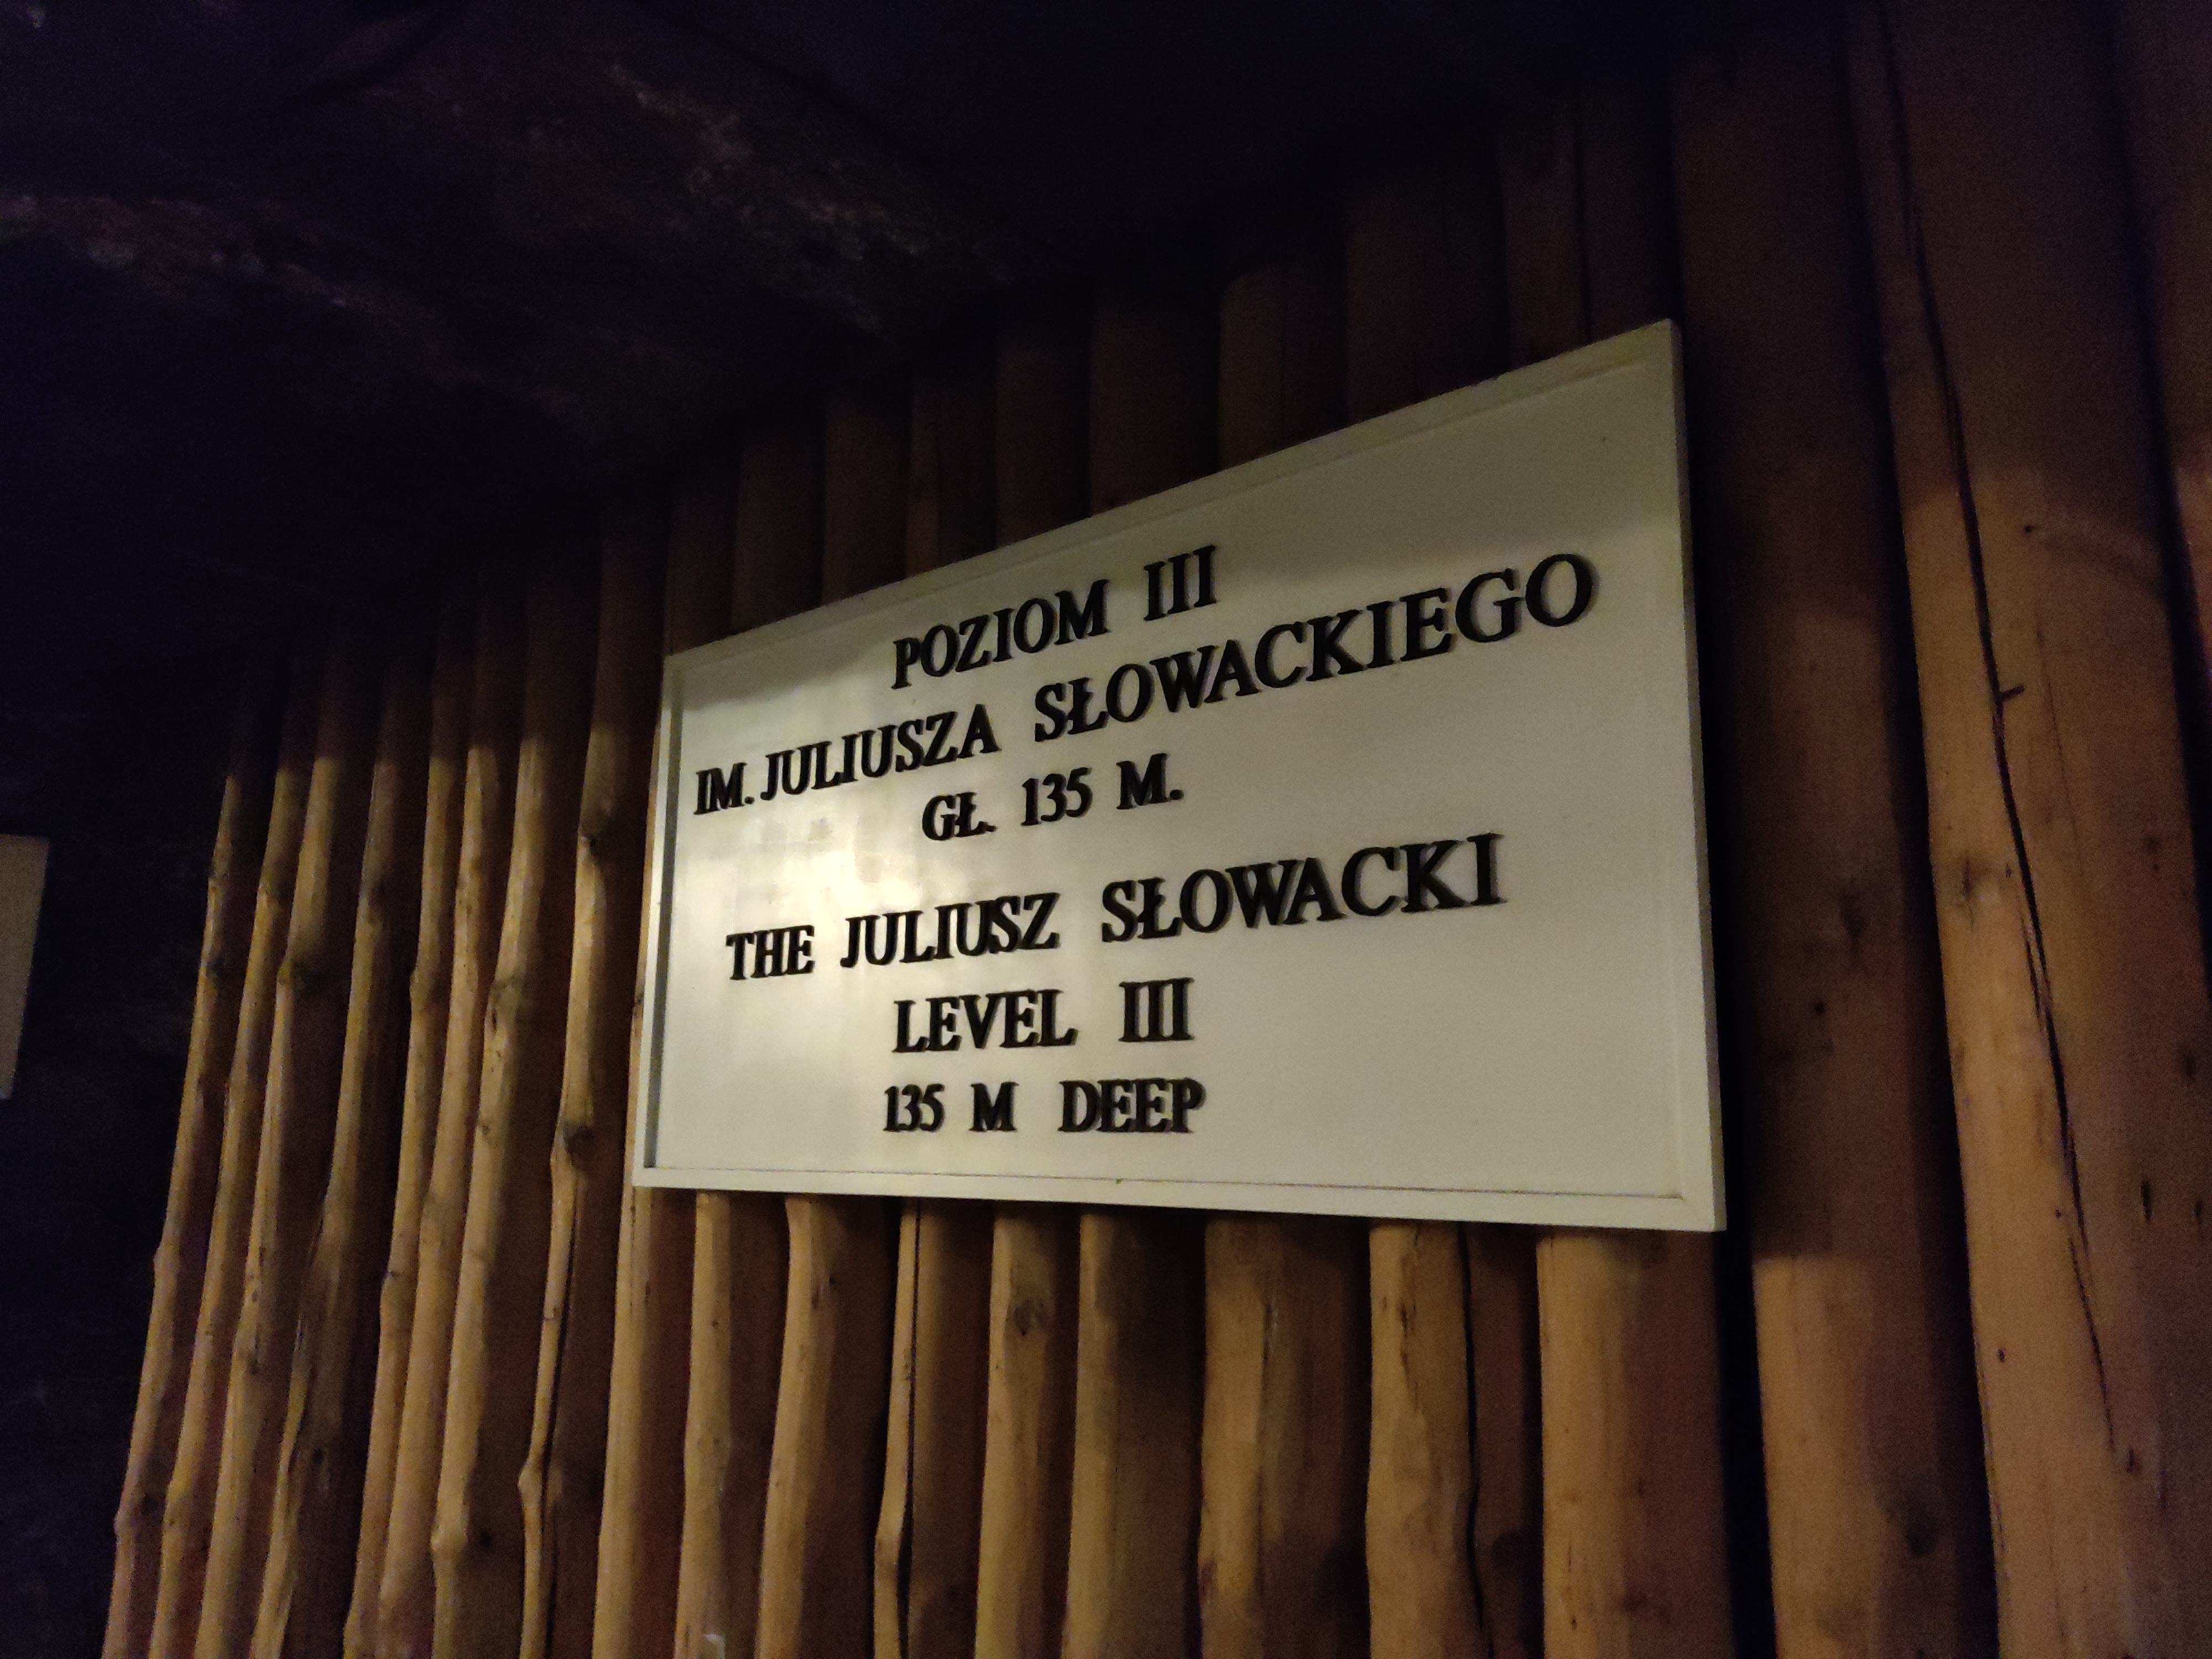 POZIOM III
IM. JULIUSZA SŁOWACKIEGO
GŁ. 135 M.
THE JULIUSZ SŁOWACKI
LEVEL III
135 M DEEP